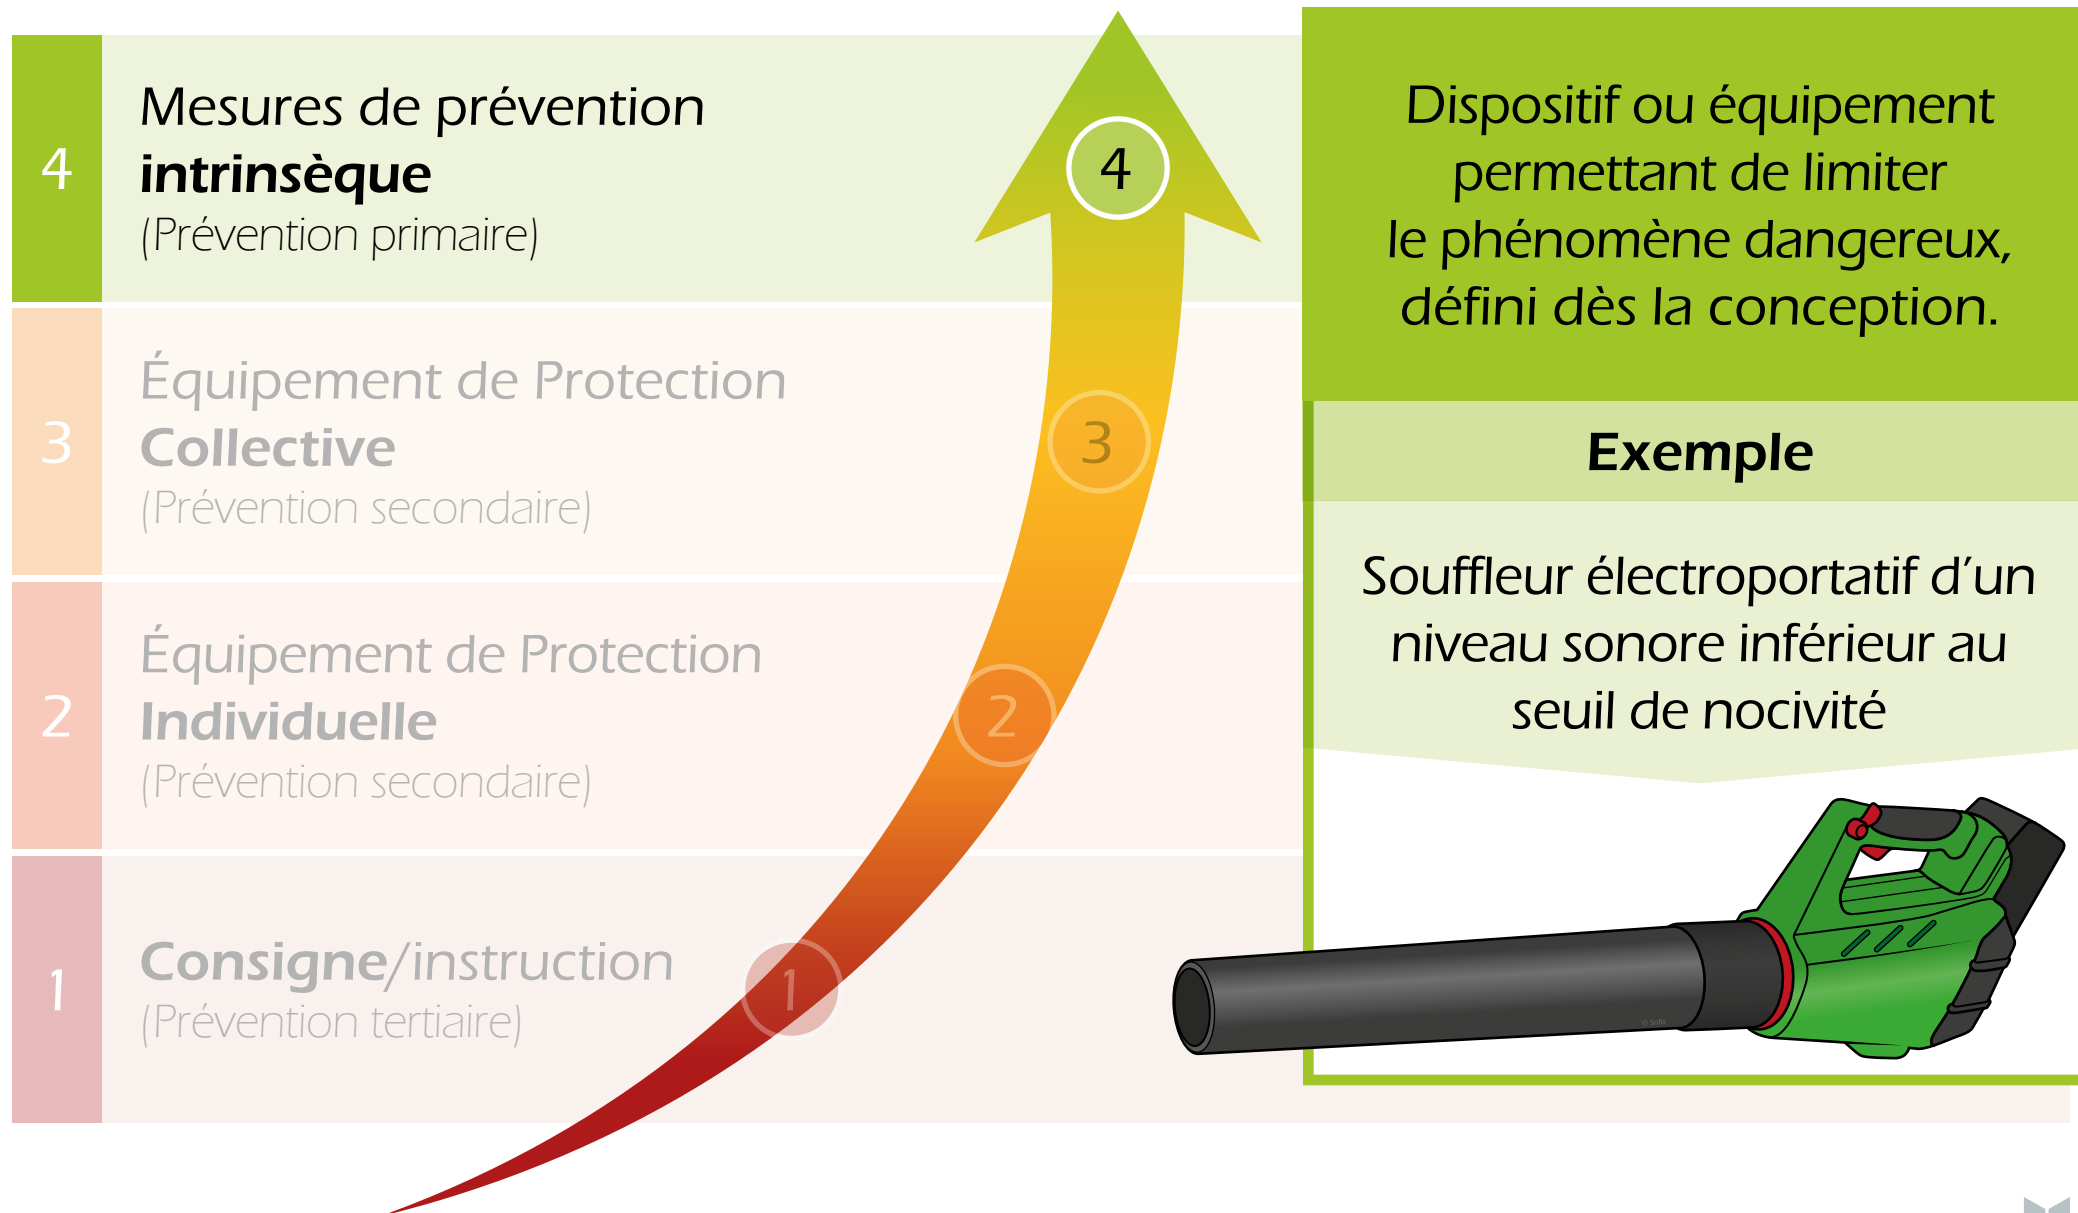 4
Mesures de prévention
intrinsèque
(Prévention primaire)
3
Équipement de Protection
Collective
(Prévention secondaire)
2
Équipement de Protection
Individuelle
(Prévention secondaire)
1
Consigne/instruction
(Prévention tertiaire)
4
3
2
1
Dispositif ou équipement
permettant de limiter
le phénomène dangereux,
défini dès la conception.
Exemple
Souffleur électroportatif d’un
niveau sonore inférieur au
seuil de nocivité
© Sofis